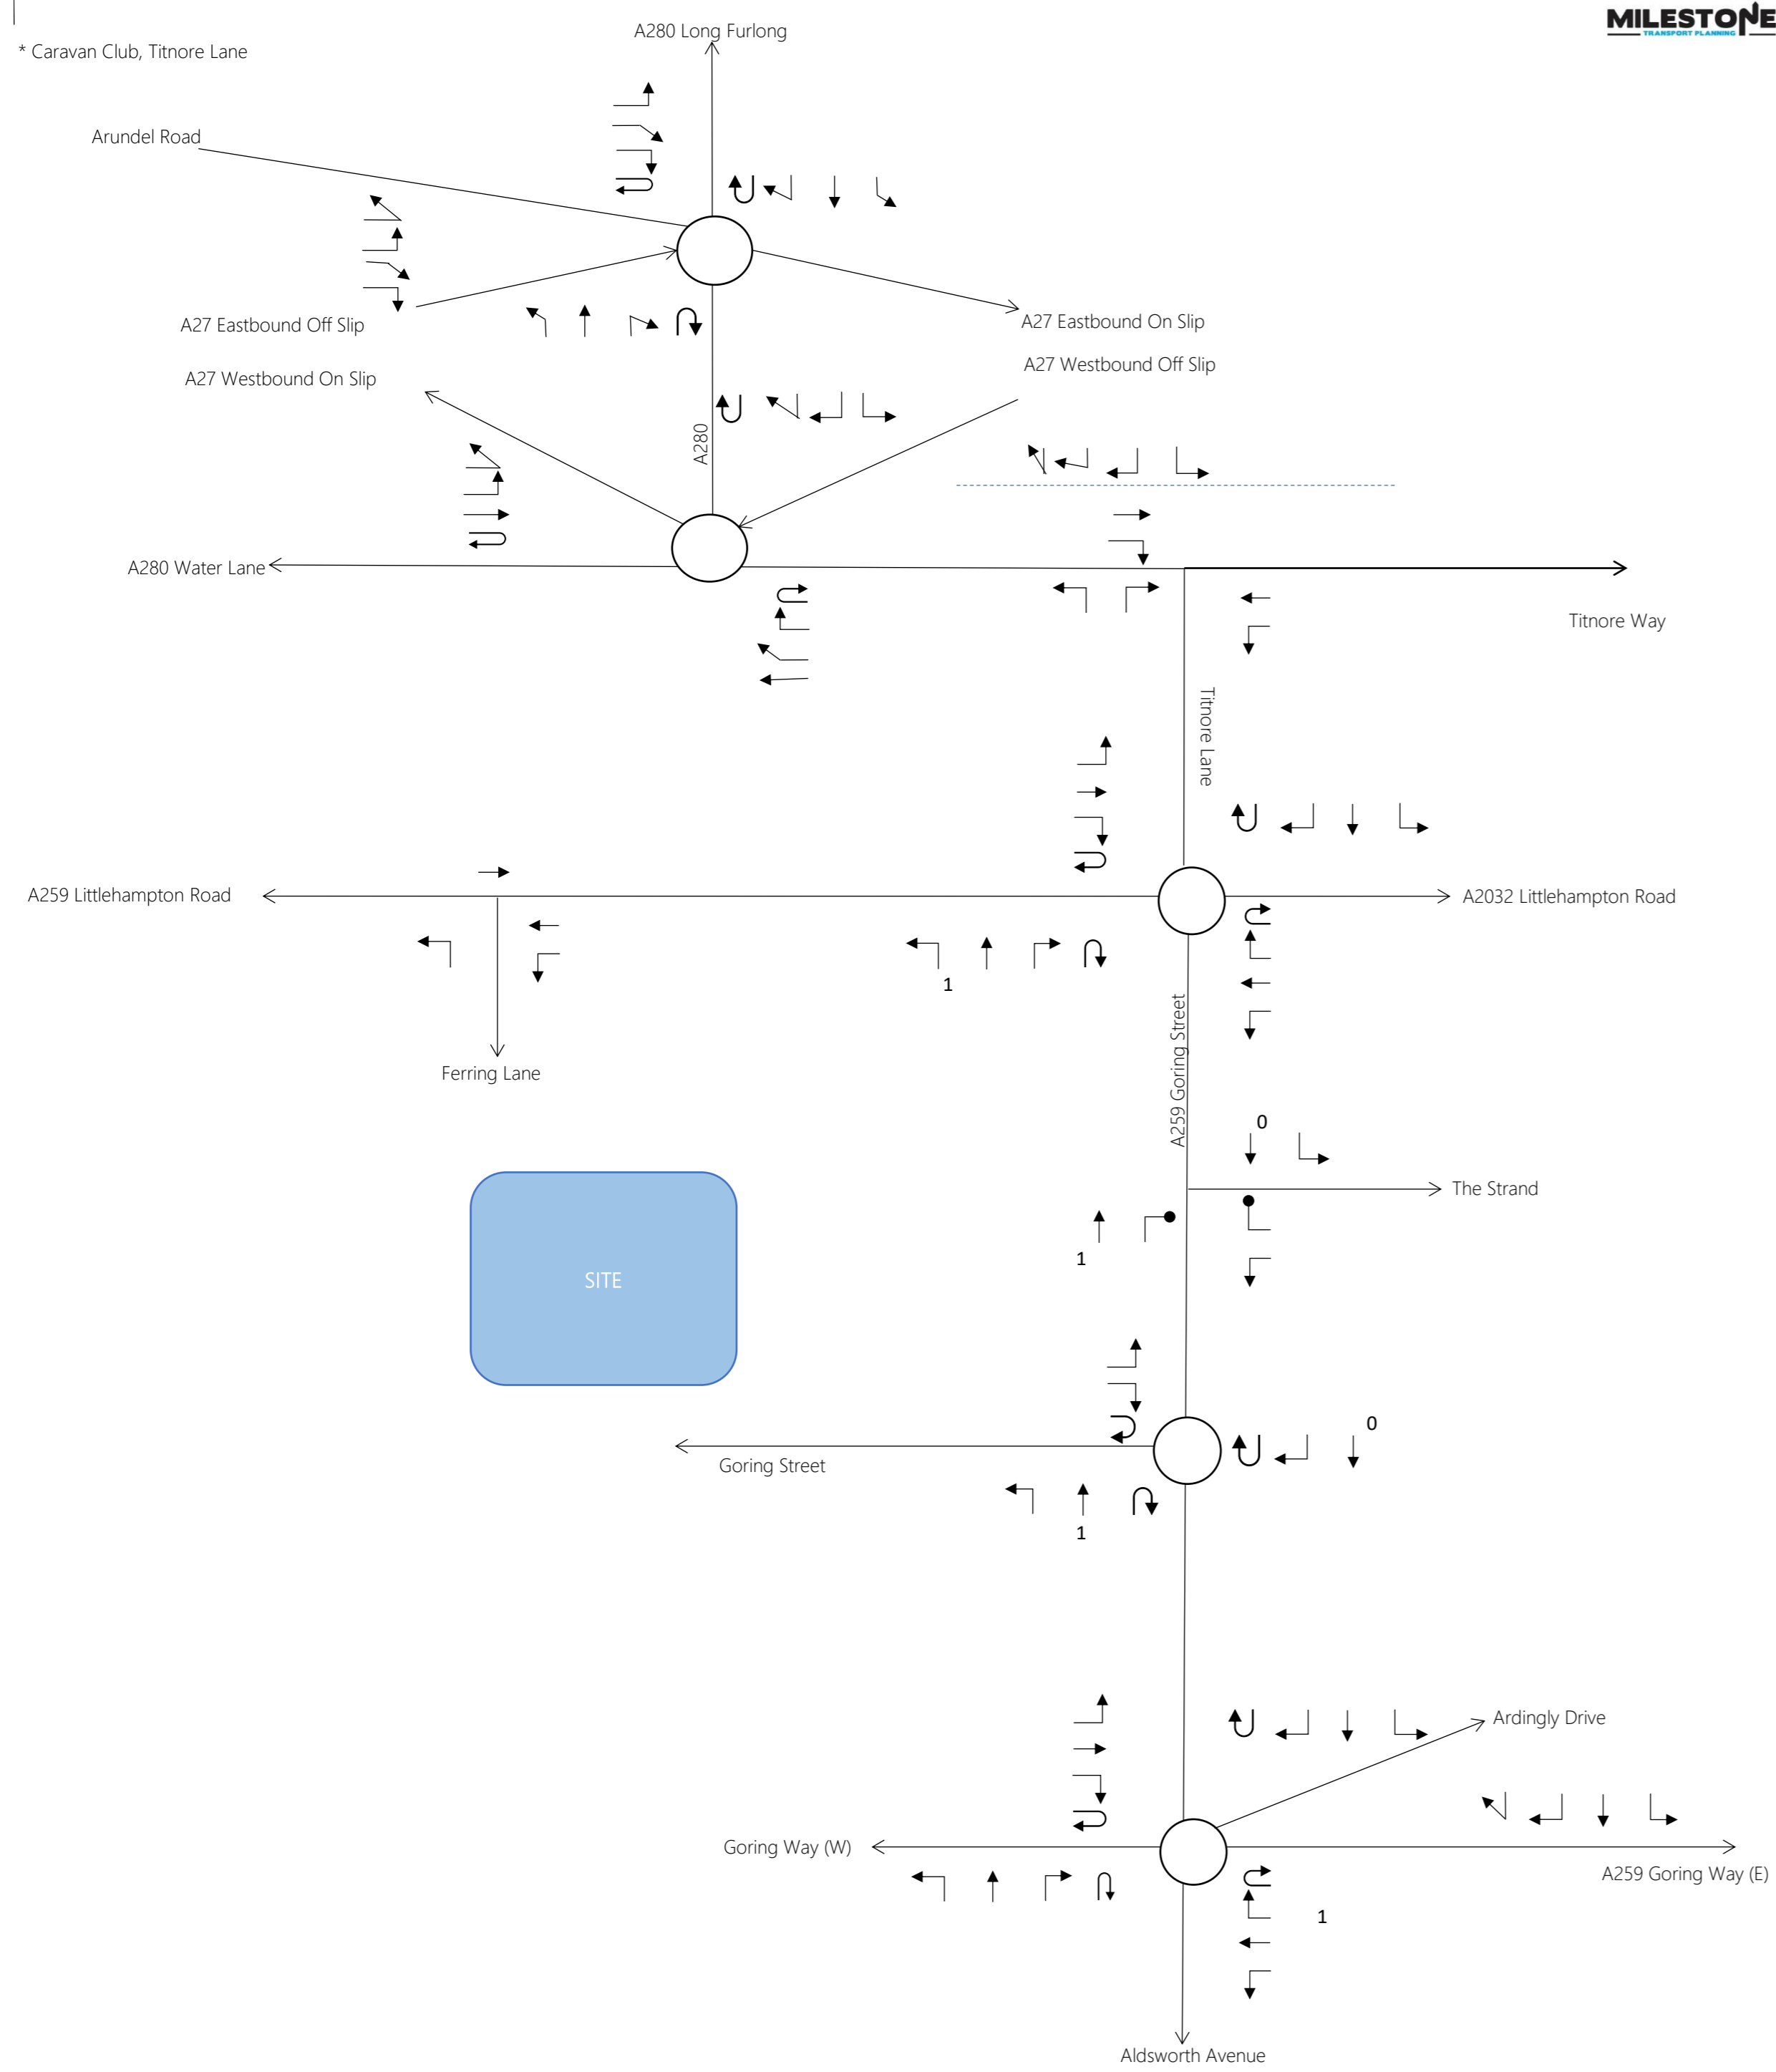 MILESTONE
TRANSPORT PLANNING
A280 Long Furlong
* Caravan Club, Titnore Lane
Arundel Road
A27 Eastbound Off Slip
A27 Eastbound On Slip
A27 Westbound Off Slip
A27 Westbound On Slip
A280
A280 Water Lane
Titnore Way
Titnore Lane
A259 Littlehampton Road
A2032 Littlehampton Road
1
A259 Goring Street
Ferring Lane
0
The Strand
1
SITE
0
Goring Street
1
Ardingly Drive
Goring Way (W)
A259 Goring Way (E)
1
Aldsworth Avenue